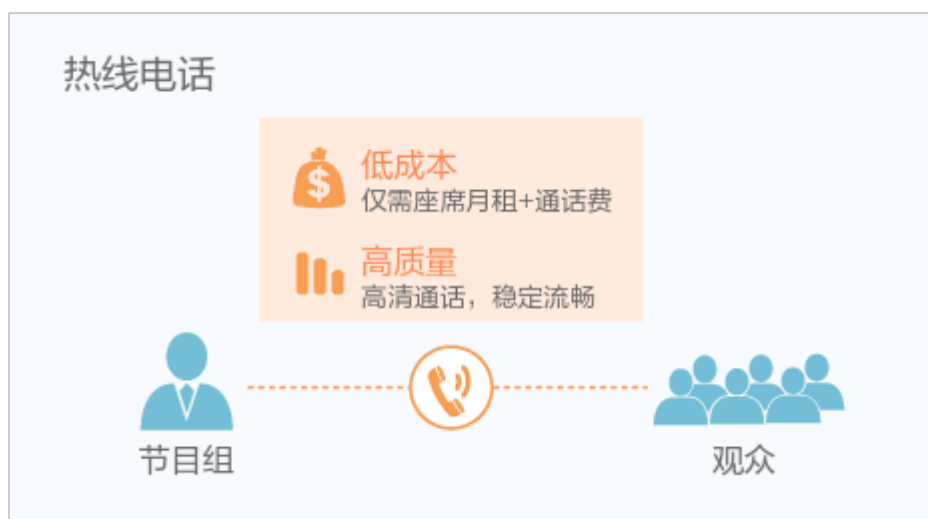 热线电话
低成本
仅需座席月租+通话费
高质量
高清通话，稳定流畅
节目组
观众